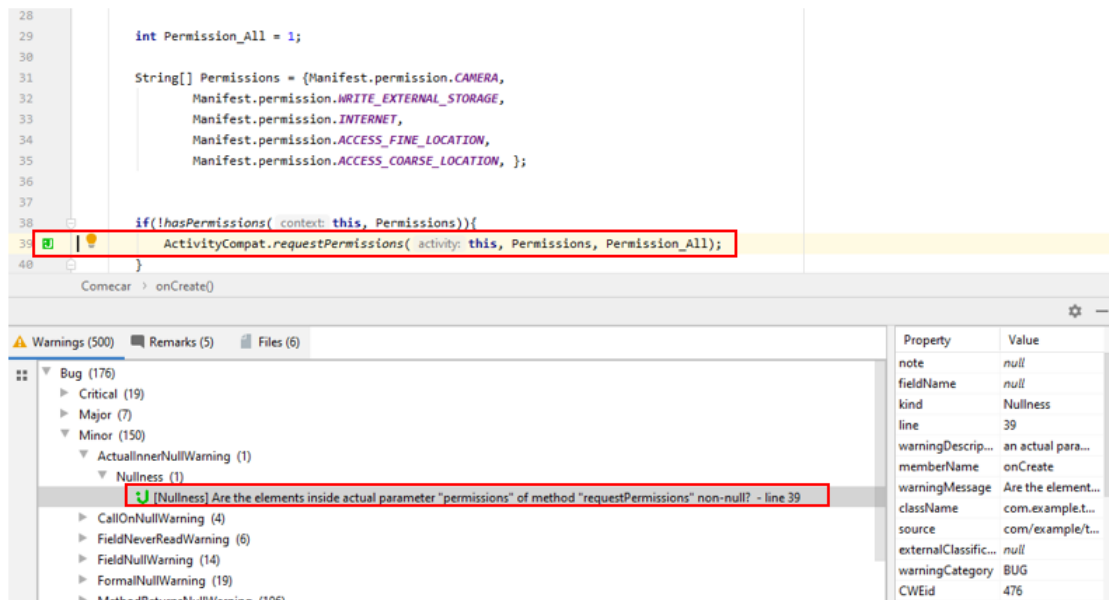 28
29 int Permission_All = 1;
30
31 String[] Permissions = {Manifest.permission.CAMERA,
32 Manifest.permission.WRITE_EXTERNAL_STORAGE,
33 Manifest.permission.INTERNET,
34 Manifest.permission.ACCESS_FINE_LOCATION,
35 Manifest.permission.ACCESS_COARSE_LOCATION, };
36
37
38 if(!hasPermissions( context: this, Permissions)){
39 ActivityCompat.requestPermissions( activity: this, Permissions, Permission_All);
40 }
Comecar > onCreate()
Warnings (500) Remarks (5) Files (6)
Bug (176)
Critical (19)
Major (7)
Minor (150)
ActualInnerNullWarning (1)
Nullness (1)
[Nullness] Are the elements inside actual parameter "permissions" of method "requestPermissions" non-null? - line 39
CallOnNullWarning (4)
FieldNeverReadWarning (6)
FieldNullWarning (14)
FormalNullWarning (19)
Property Value
note null
fieldName null
kind Nullness
line 39
warningDescrip... an actual para...
memberName onCreate
warningMessage Are the element...
className com.example.t...
source com/example/t...
externalClassific... null
warningCategory BUG
CWEid 476